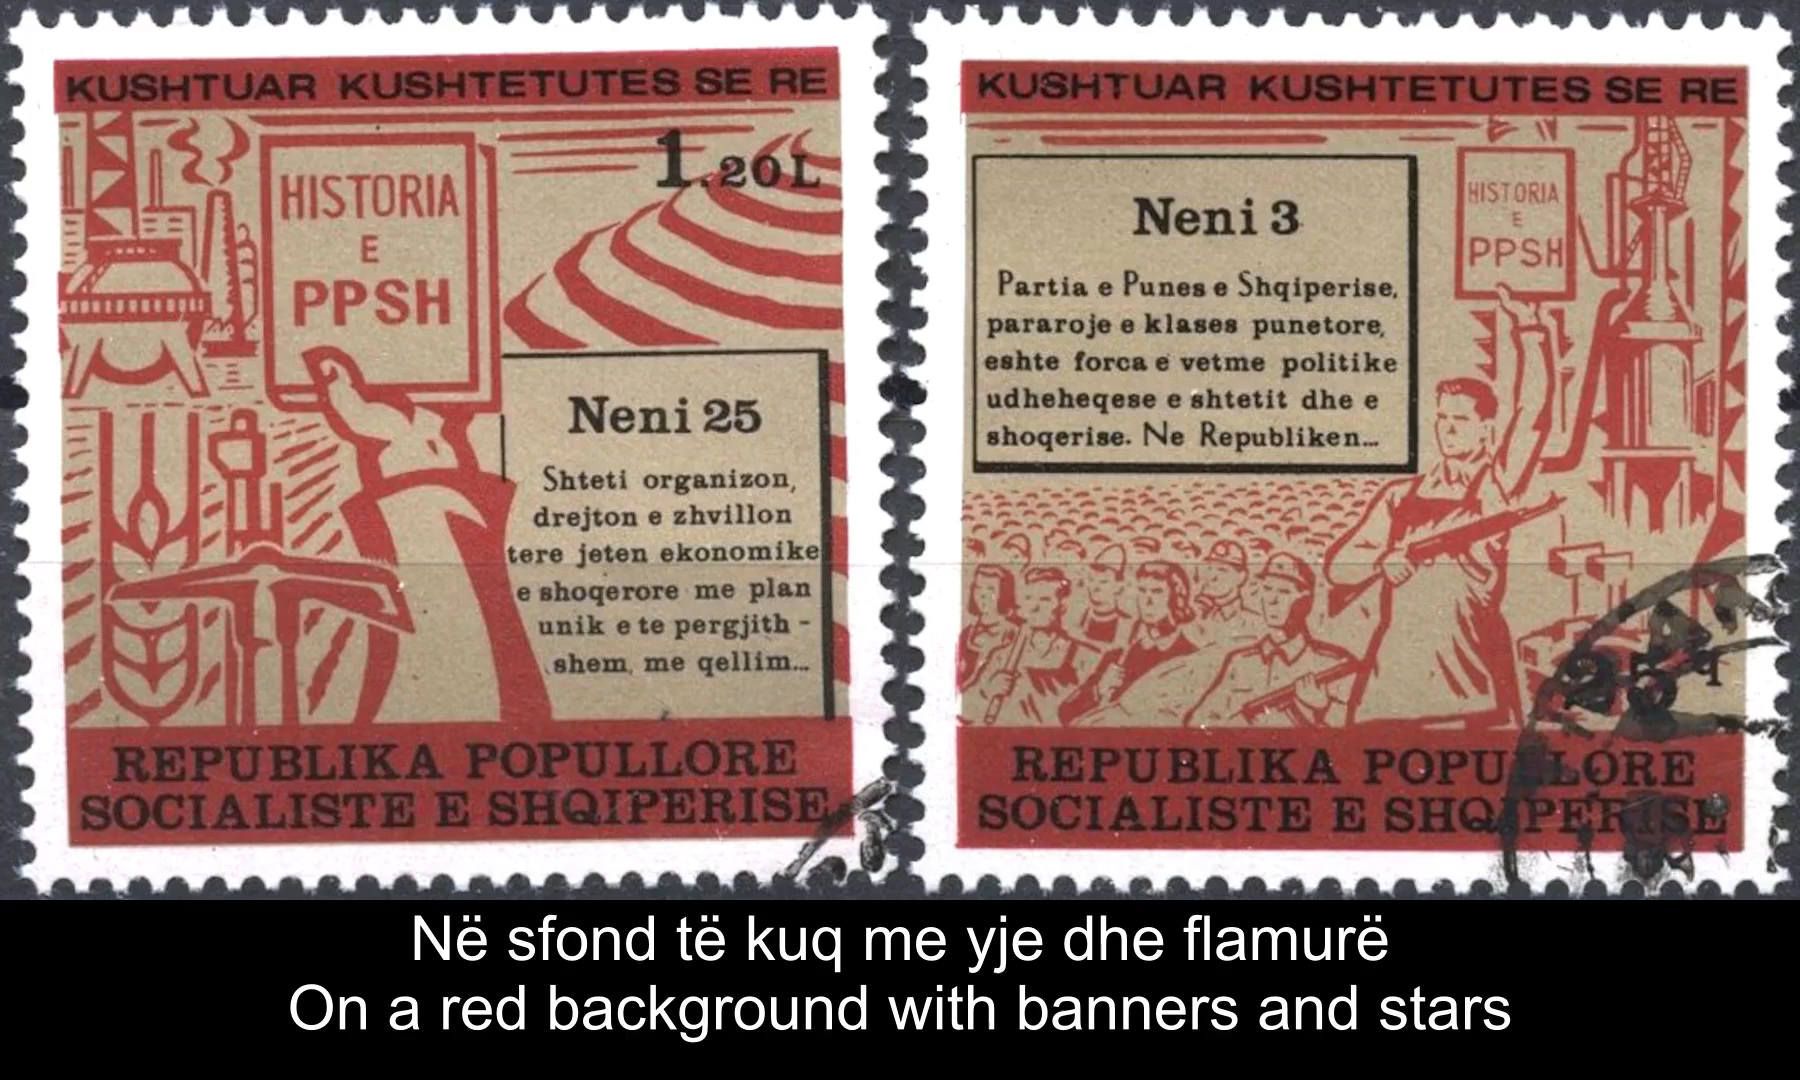 KUSHTUAR KUSHTETUTES SE RE
1.20L
HISTORIA
E
PPSH
Neni 25
Shteti organizon,
drejton e zhvillon
tere jeten ekonomike
e shoqerore me plan
unik e te pergjith-
shem, me qellim...
REPUBLIKA POPULLORE
SOCIALISTE E SHQIPERISE
KUSHTUAR KUSHTETUTES SE RE
Neni 3
Partia e Punes e Shqiperise,
pararoje e klases punetore,
eshte forca e vetme politike
udheheqese e shtetit dhe e
shoqerise. Ne Republiken...
HISTORIA
E
PPSH
REPUBLIKA POPULLORE
SOCIALISTE E SHQIPERISE
Në sfond të kuq me yje dhe flamurë
On a red background with banners and stars